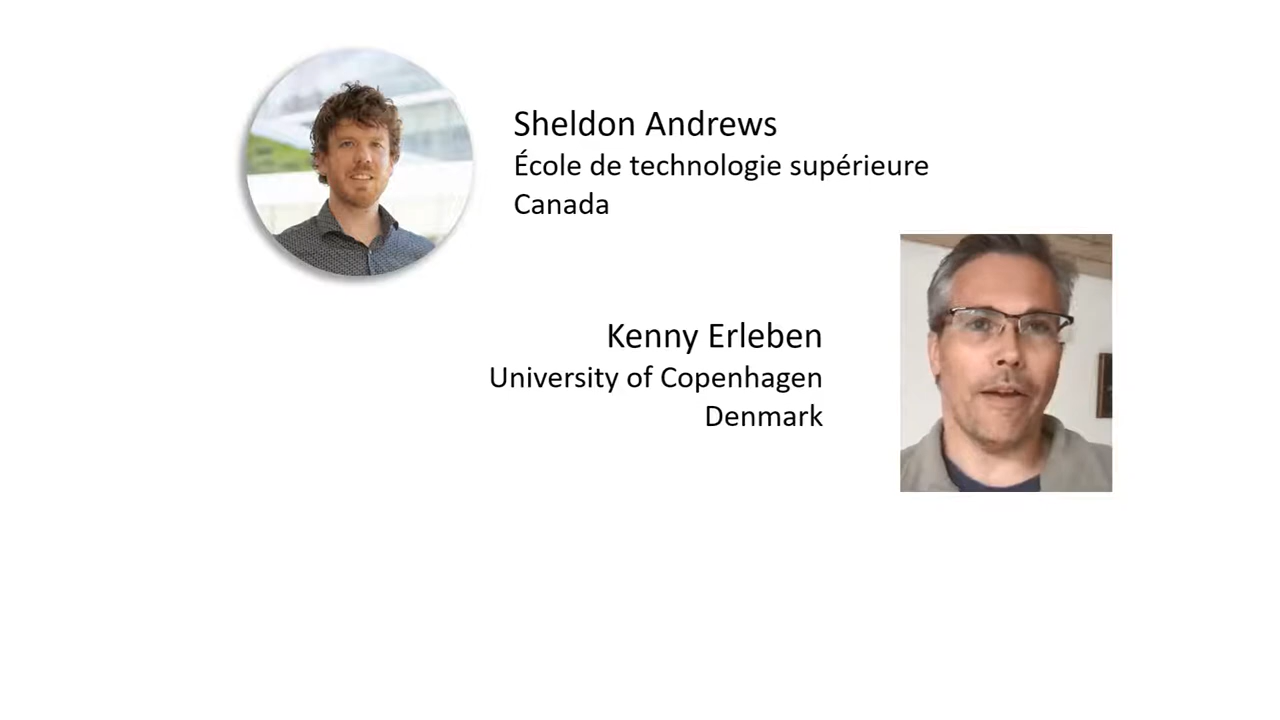 Sheldon Andrews
École de technologie supérieure
Canada
Kenny Erleben
University of Copenhagen
Denmark